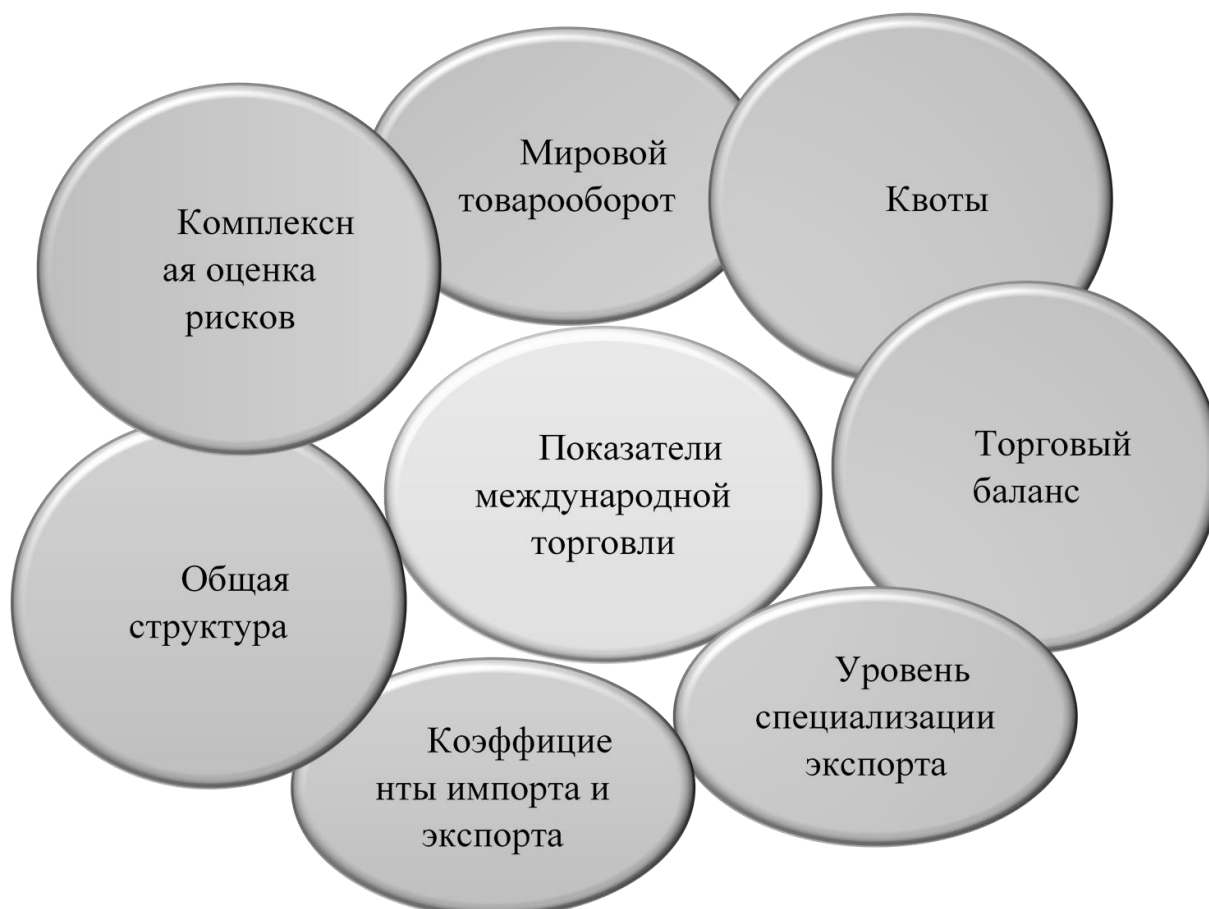 Мировой
товарооборот
Квоты
Комплексн
ая оценка
рисков
Показатели
международной
торговли
Торговый
баланс
Общая
структура
Уровень
специализации
экспорта
Коэффицие
нты импорта и
экспорта